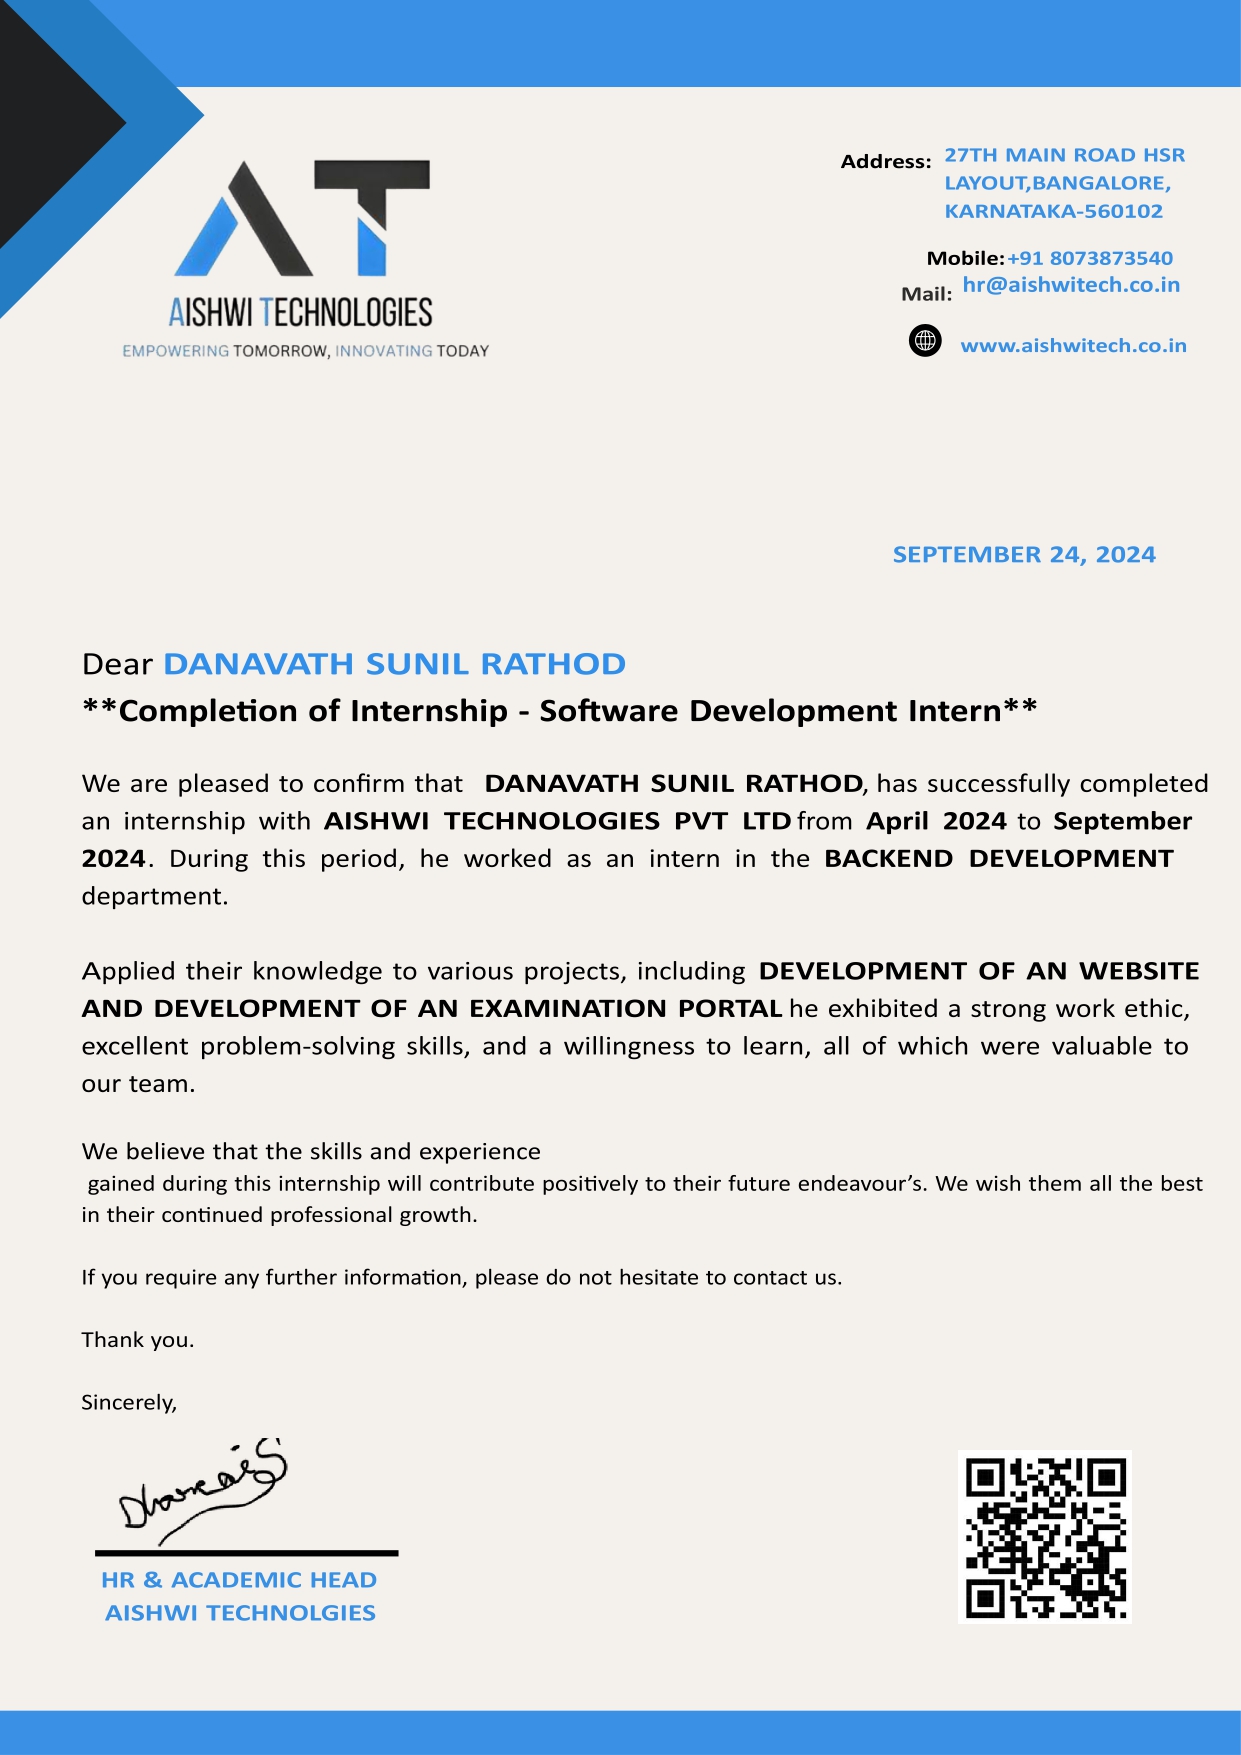 AT
AISHWI TECHNOLOGIES
EMPOWERING TOMORROW, INNOVATING TODAY
Address: 27TH MAIN ROAD HSR
LAYOUT,BANGALORE,
KARNATAKA-560102
Mobile:+91 8073873540
Mail: hr@aishwitech.co.in
www.aishwitech.co.in
SEPTEMBER 24, 2024
Dear DANAVATH SUNIL RATHOD
**Completion of Internship - Software Development Intern**
We are pleased to confirm that DANAVATH SUNIL RATHOD, has successfully completed
an internship with AISHWI TECHNOLOGIES PVT LTD from April 2024 to September
2024. During this period, he worked as an intern in the BACKEND DEVELOPMENT
department.
Applied their knowledge to various projects, including DEVELOPMENT OF AN WEBSITE
AND DEVELOPMENT OF AN EXAMINATION PORTAL he exhibited a strong work ethic,
excellent problem-solving skills, and a willingness to learn, all of which were valuable to
our team.
We believe that the skills and experience
gained during this internship will contribute positively to their future endeavour’s. We wish them all the best
in their continued professional growth.
If you require any further information, please do not hesitate to contact us.
Thank you.
Sincerely,
HR & ACADEMIC HEAD
AISHWI TECHNOLGIES